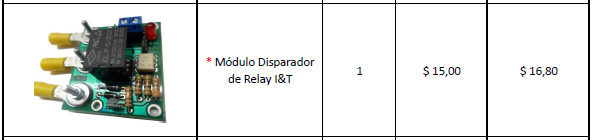 * Módulo Disparador
de Relay I&T
1
$ 15,00
$ 16,80